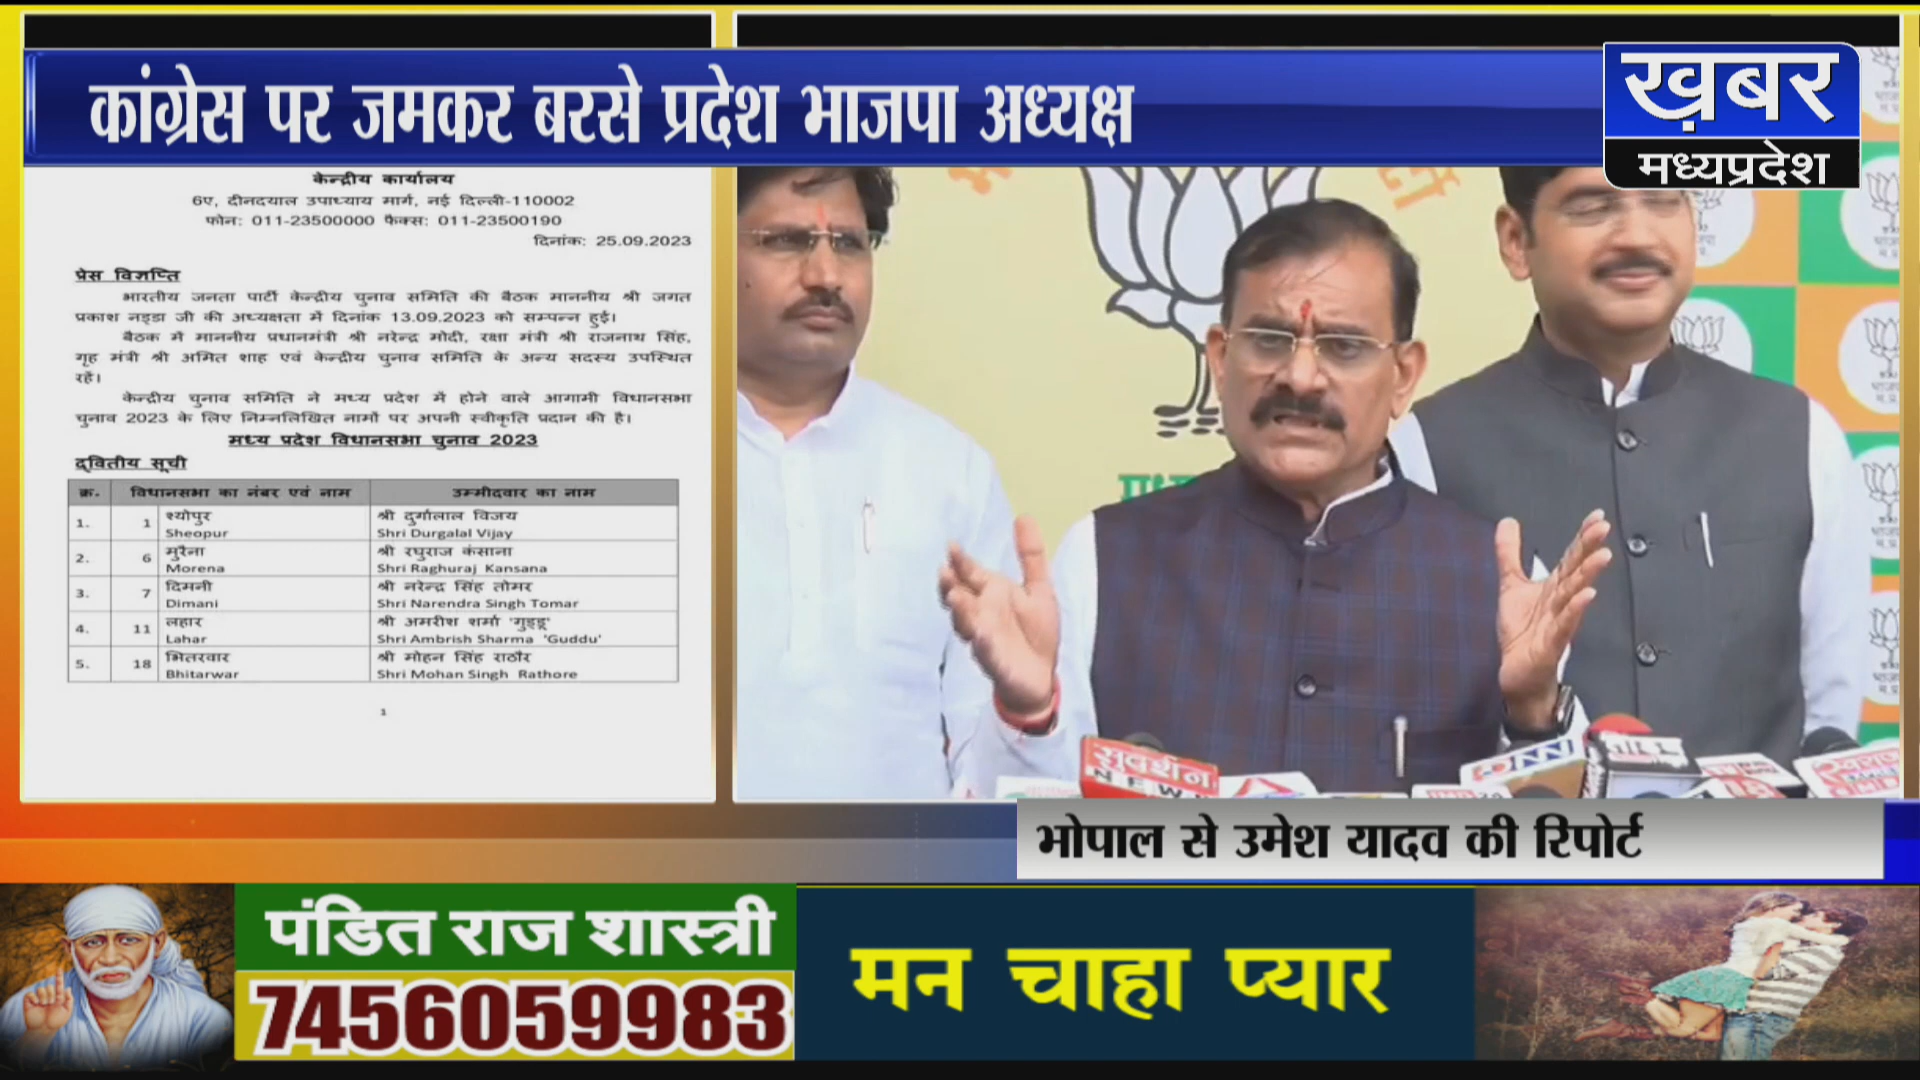 कांग्रेस पर जमकर बरसे प्रदेश भाजपा अध्यक्ष
ख़बर
मध्यप्रदेश
केन्द्रीय कार्यालय
6ए, दीनदयाल उपाध्याय मार्ग, नई दिल्ली-110002
फोन: 011-23500000 फैक्स: 011-23500190
दिनांक: 25.09.2023
प्रेस विज्ञप्ति
भारतीय जनता पार्टी केन्द्रीय चुनाव समिति की बैठक माननीय श्री जगत
प्रकाश नड्डा जी की अध्यक्षता में दिनांक 13.09.2023 को सम्पन्न हुई।
बैठक में माननीय प्रधानमंत्री श्री नरेन्द्र मोदी, रक्षा मंत्री श्री राजनाथ सिंह,
गृह मंत्री श्री अमित शाह एवं केन्द्रीय चुनाव समिति के अन्य सदस्य उपस्थित
रहें।
केन्द्रीय चुनाव समिति ने मध्य प्रदेश में होने वाले आगामी विधानसभा
चुनाव 2023 के लिए निम्नलिखित नामों पर अपनी स्वीकृति प्रदान की है।
मध्य प्रदेश विधानसभा चुनाव 2023
द्वितीय सूची
क्र. विधानसभा का नंबर एवं नाम उम्मीदवार का नाम
1. 1 श्योपुर श्री दुर्गालाल विजय
Sheopur Shri Durgalal Vijay
2. 6 मुरैना श्री रघुराज कंसाना
Morena Shri Raghuraj Kansana
3. 7 दिमनी श्री नरेन्द्र सिंह तोमर
Dimani Shri Narendra Singh Tomar
4. 11 लहार श्री अमरीश शर्मा 'गुड्डू'
Lahar Shri Ambrish Sharma 'Guddu'
5. 18 भितरवार श्री मोहन सिंह राठौर
Bhitarwar Shri Mohan Singh Rathore
1
सुदर्शन
NEWS
भोपाल से उमेश यादव की रिपोर्ट
पंडित राज शास्त्री
7456059983
मन चाहा प्यार